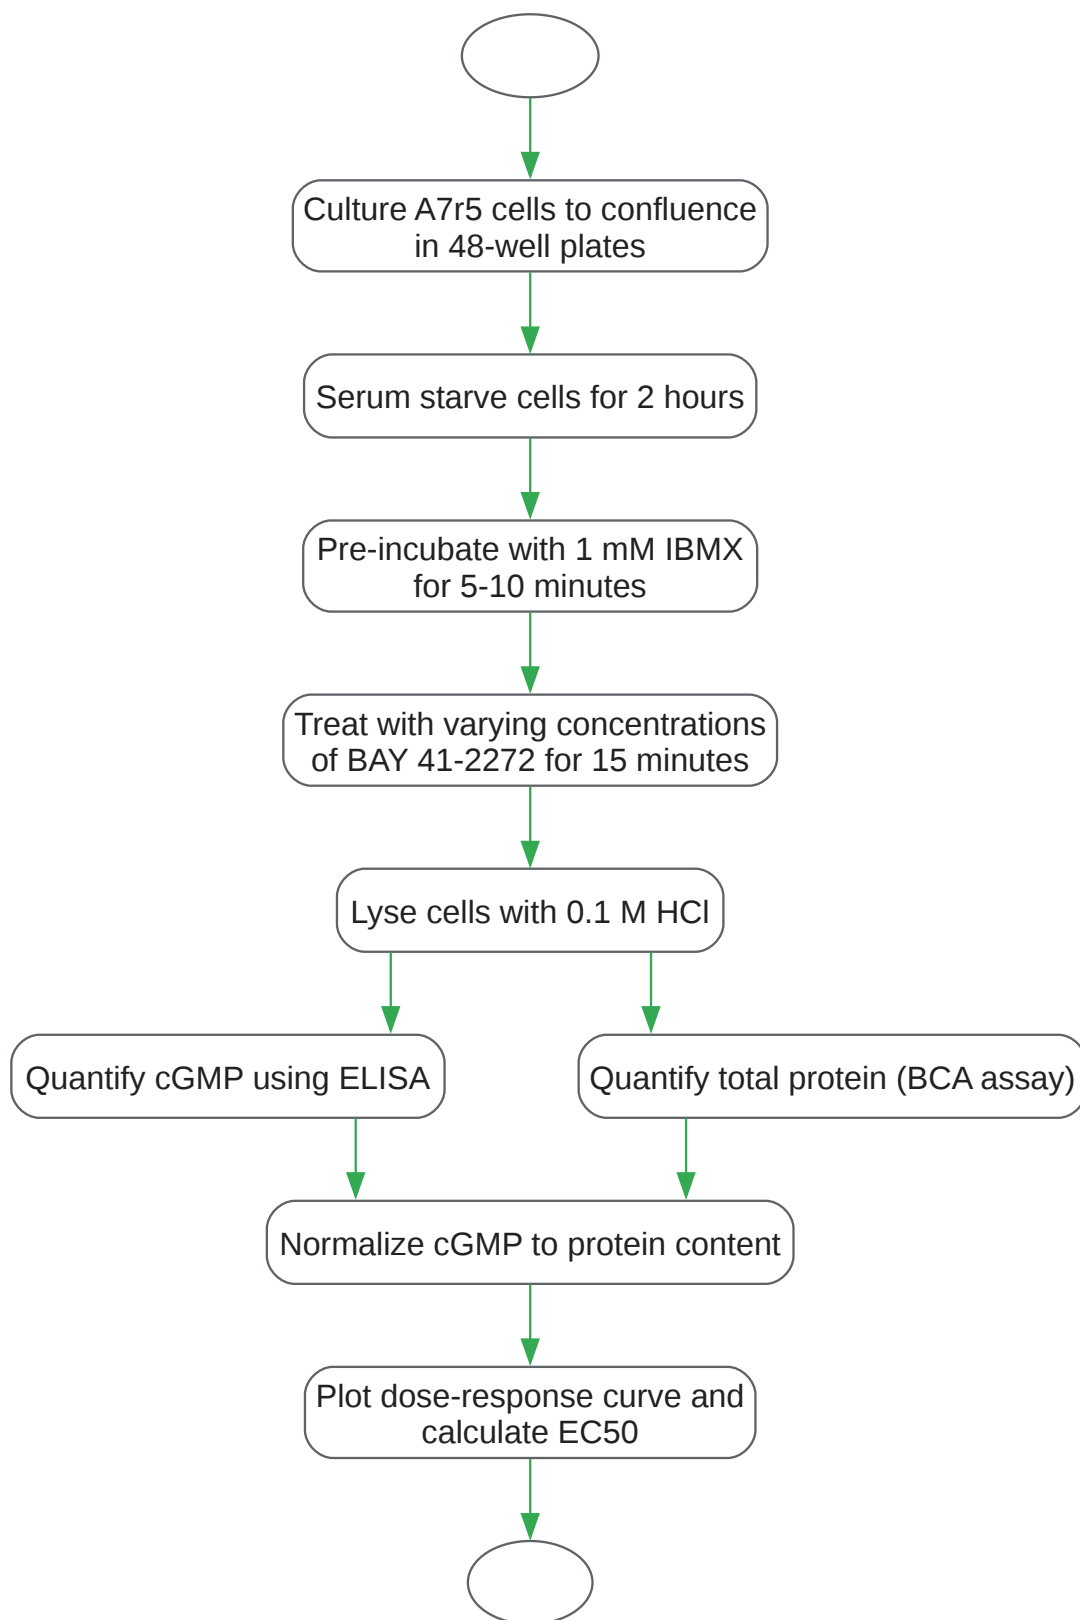 Culture A7r5 cells to confluence
in 48-well plates
Serum starve cells for 2 hours
Pre-incubate with 1 mM IBMX
for 5-10 minutes
Treat with varying concentrations
of BAY 41-2272 for 15 minutes
Lyse cells with 0.1 M HCl
Quantify cGMP using ELISA
Quantify total protein (BCA assay)
Normalize cGMP to protein content
Plot dose-response curve and
calculate EC50